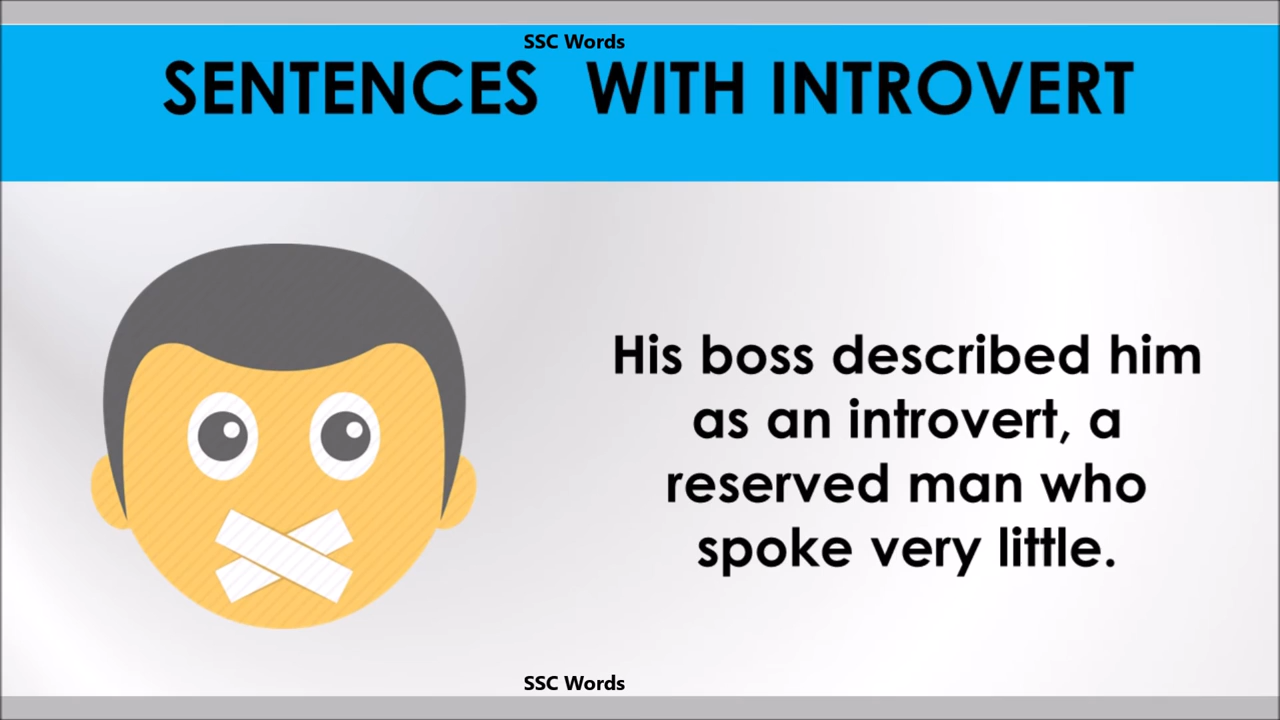 SSC Words
SENTENCES WITH INTROVERT
His boss described him
as an introvert, a
reserved man who
spoke very little.
SSC Words